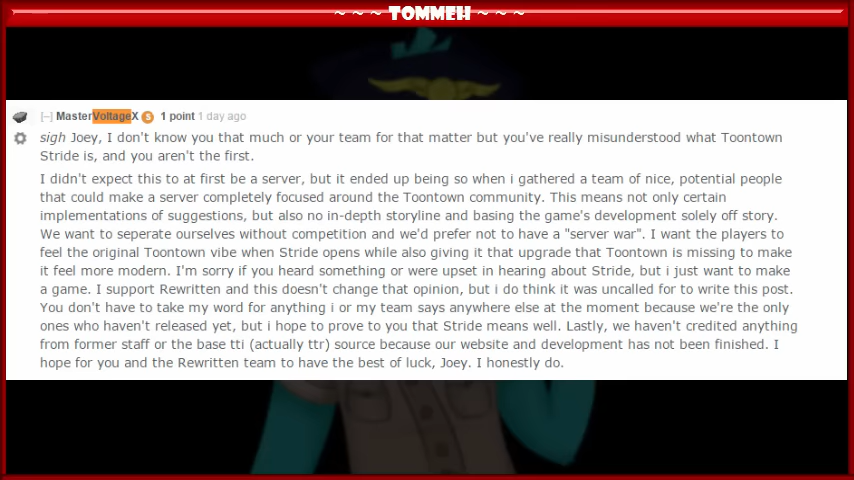 ~ ~ ~ TOMMEH ~ ~ ~
[–] MasterVoltageX $ 1 point 1 day ago
sigh Joey, I don't know you that much or your team for that matter but you've really misunderstood what Toontown
Stride is, and you aren't the first.
I didn't expect this to at first be a server, but it ended up being so when i gathered a team of nice, potential people
that could make a server completely focused around the Toontown community. This means not only certain
implementations of suggestions, but also no in-depth storyline and basing the game's development solely off story.
We want to seperate ourselves without competition and we'd prefer not to have a "server war". I want the players to
feel the original Toontown vibe when Stride opens while also giving it that upgrade that Toontown is missing to make
it feel more modern. I'm sorry if you heard something or were upset in hearing about Stride, but i just want to make
a game. I support Rewritten and this doesn't change that opinion, but i do think it was uncalled for to write this post.
You don't have to take my word for anything i or my team says anywhere else at the moment because we're the only
ones who haven't released yet, but i hope to prove to you that Stride means well. Lastly, we haven't credited anything
from former staff or the base tti (actually ttr) source because our website and development has not been finished. I
hope for you and the Rewritten team to have the best of luck, Joey. I honestly do.